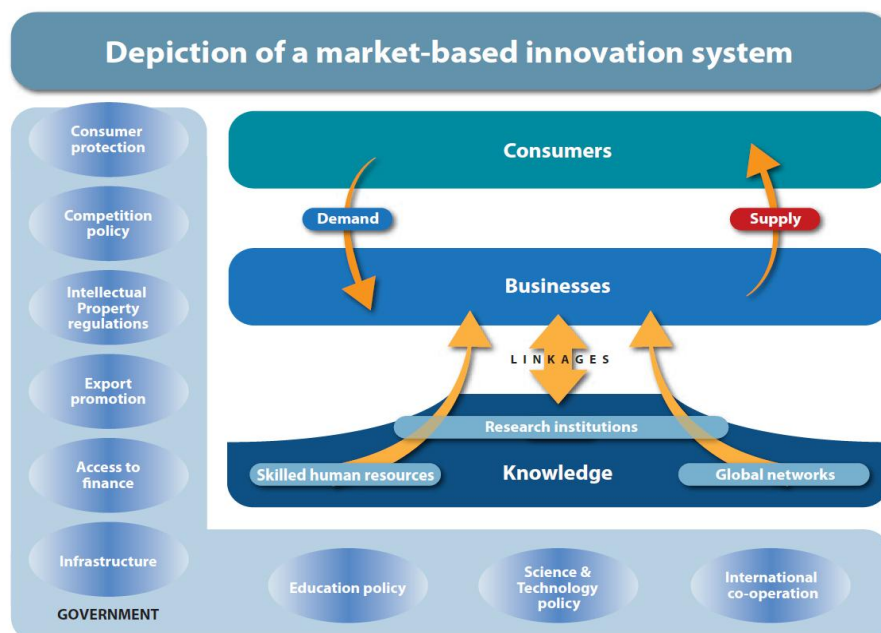 Depiction of a market-based innovation system
Consumer
protection
Competition
policy
Intellectual
Property
regulations
Export
promotion
Access to
finance
Infrastructure
GOVERNMENT
Consumers
Demand
Supply
Businesses
LINKAGES
Research institutions
Skilled human resources
Knowledge
Global networks
Education policy
Science &
Technology
policy
International
co-operation